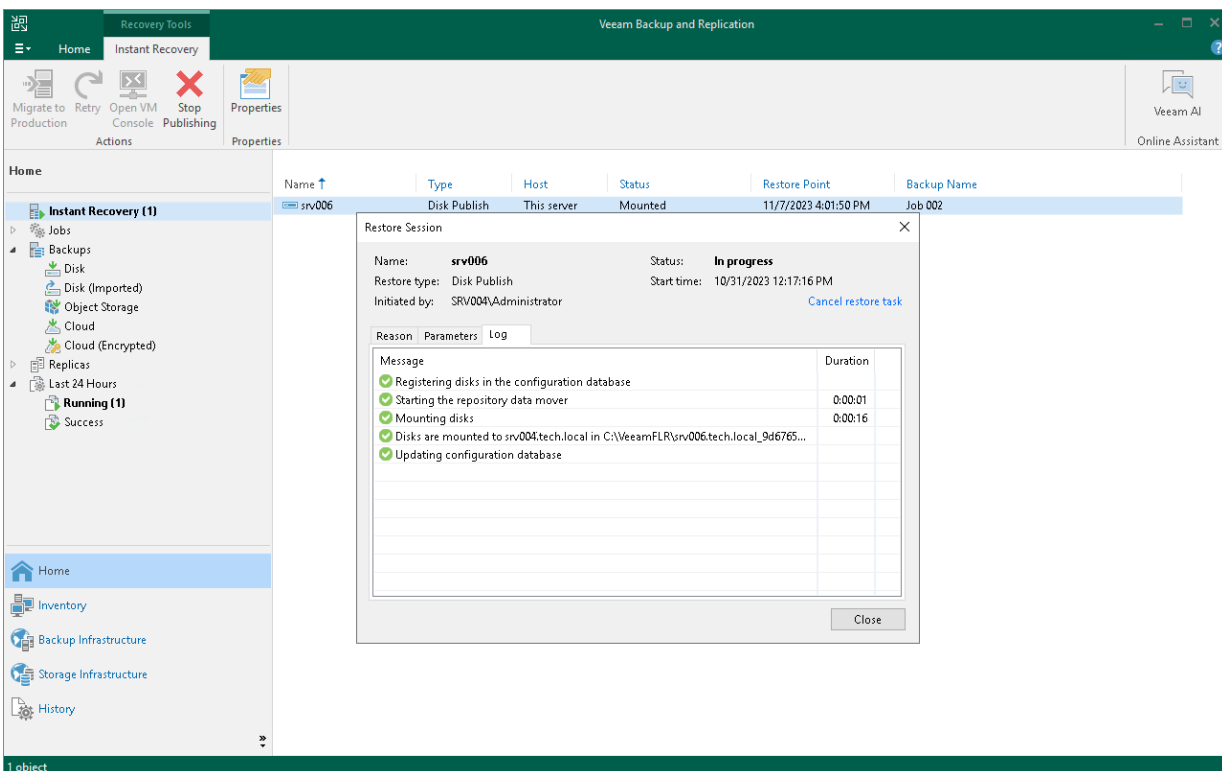 Recovery Tools
Veeam Backup and Replication
Home
Instant Recovery
Migrate to Production
Retry
Open VM Console
Stop Publishing
Properties
Veeam AI
Actions
Properties
Online Assistant
Home
Name
Type
Host
Status
Restore Point
Backup Name
Instant Recovery (1)
srv006
Disk Publish
This server
Mounted
11/7/2023 4:01:50 PM
Job 002
Jobs
Backups
Disk
Disk (Imported)
Object Storage
Cloud
Cloud (Encrypted)
Replicas
Last 24 Hours
Running (1)
Success
Restore Session
Name: srv006
Status: In progress
Restore type: Disk Publish
Start time: 10/31/2023 12:17:16 PM
Initiated by: SRV004\Administrator
Cancel restore task
Reason
Parameters
Log
Message
Duration
Registering disks in the configuration database
Starting the repository data mover 0:00:01
Mounting disks 0:00:16
Disks are mounted to srv004.tech.local in C:\VeeamFLR\srv006.tech.local_9d6765...
Updating configuration database
Close
Home
Inventory
Backup Infrastructure
Storage Infrastructure
History
1 object